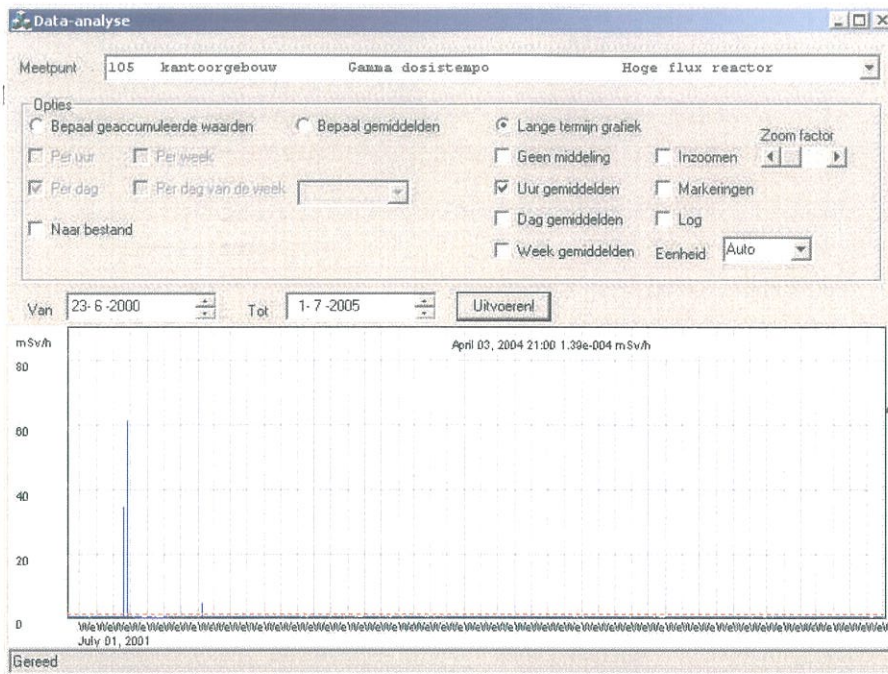 Data-analyse
Meetpunt 105 kantoorgebouw Gamma dosistempo Hoge flux reactor
Opties
Bepaal geaccumuleerde waarden Bepaal gemiddelden Lange termijn grafiek Zoom factor
Per uur Per week Geen middeling Inzoomen
Per dag Per dag van de week Uur gemiddelden Markeringen
Naar bestand Dag gemiddelden Log
Week gemiddelden Eenheid Auto
Van 23- 6 -2000 Tot 1- 7 -2005 Uitvoeren!
mSv/h
April 03, 2004 21:00 1.39e-004 mSv/h
80
60
40
20
0
July 01, 2001
Gereed